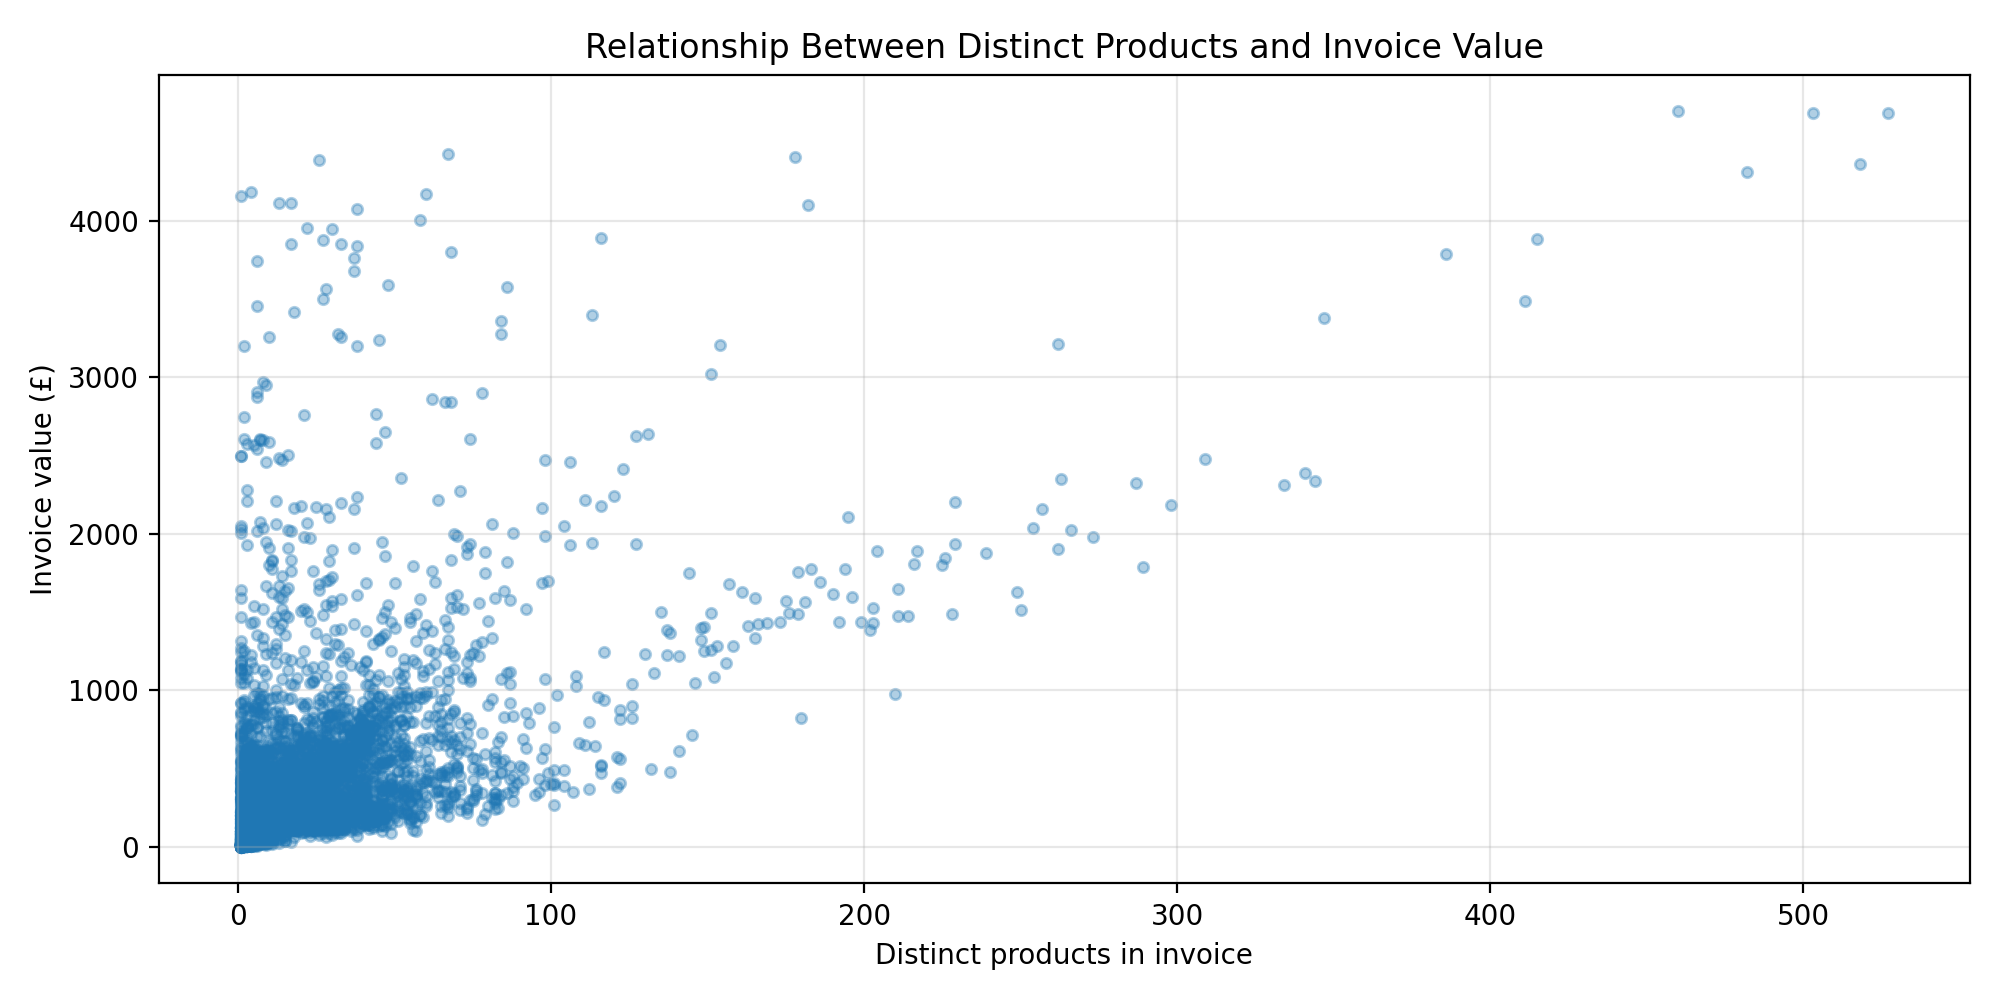 Relationship Between Distinct Products and Invoice Value
Invoice value (£)
4000
3000
2000
1000
0
0 100 200 300 400 500
Distinct products in invoice